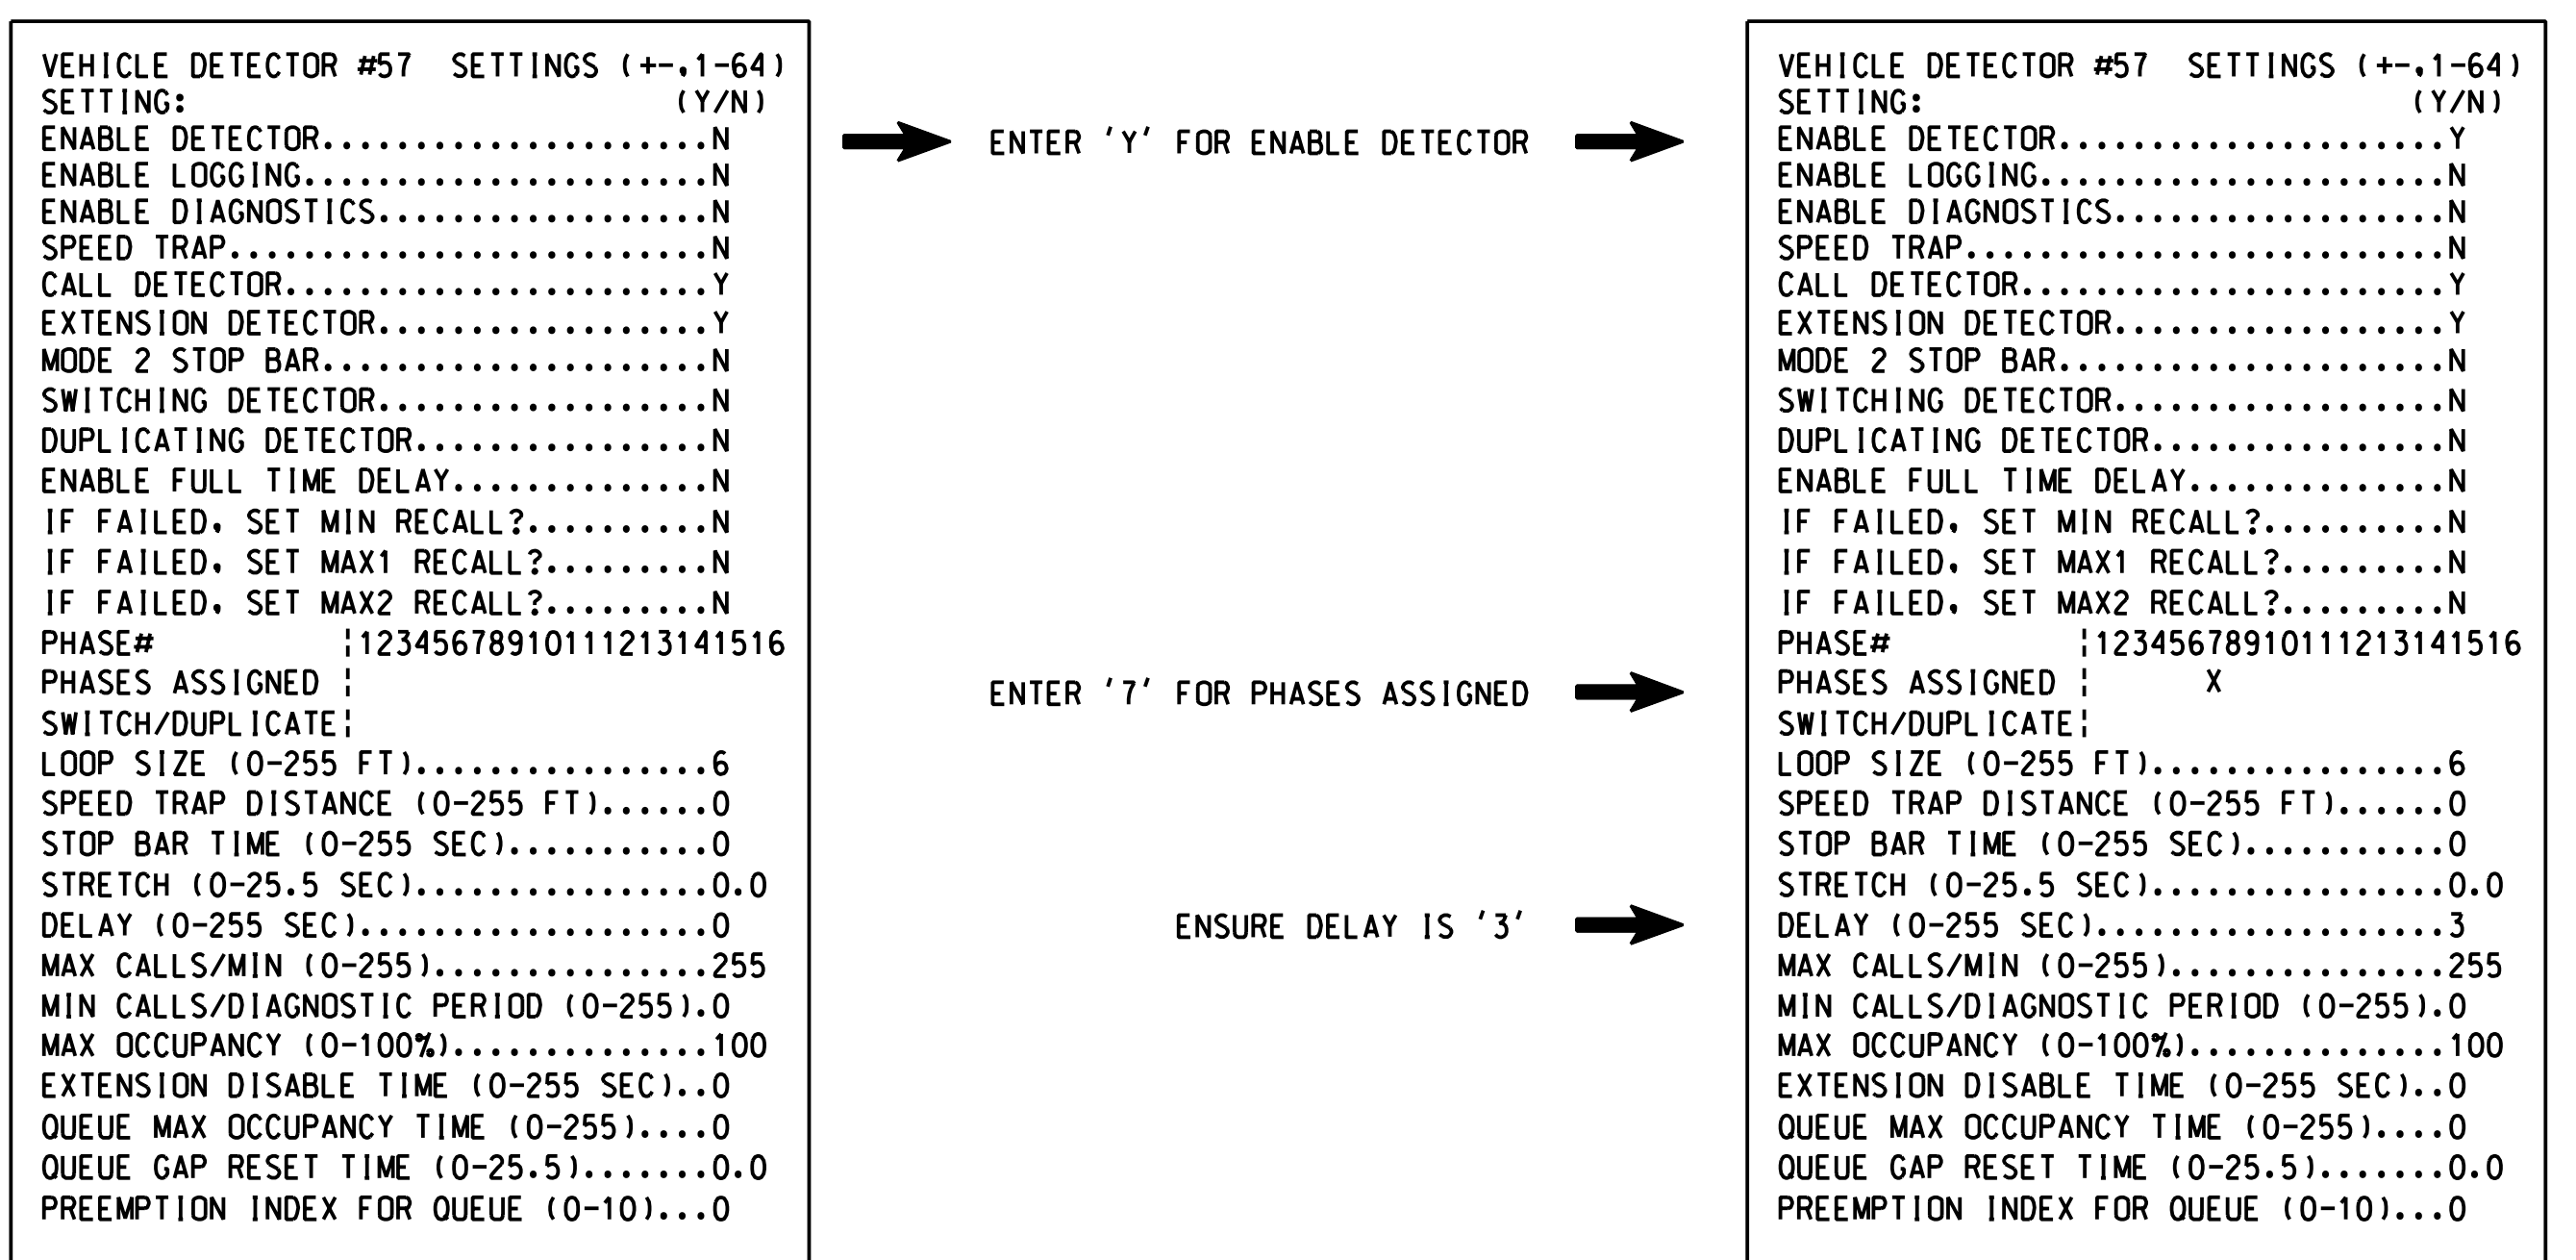 VEHICLE DETECTOR #57  SETTINGS (+-,1-64)
SETTING:                          (Y/N)
ENABLE DETECTOR.....................N
ENABLE LOGGING......................N
ENABLE DIAGNOSTICS..................N
SPEED TRAP..........................N
CALL DETECTOR.......................Y
EXTENSION DETECTOR..................Y
MODE 2 STOP BAR.....................N
SWITCHING DETECTOR..................N
DUPLICATING DETECTOR................N
ENABLE FULL TIME DELAY..............N
IF FAILED, SET MIN RECALL?..........N
IF FAILED, SET MAX1 RECALL?.........N
IF FAILED, SET MAX2 RECALL?.........N
PHASE#          ¦12345678910111213141516
PHASES ASSIGNED ¦
SWITCH/DUPLICATE¦
LOOP SIZE (0-255 FT)................6
SPEED TRAP DISTANCE (0-255 FT)......0
STOP BAR TIME (0-255 SEC)...........0
STRETCH (0-25.5 SEC)................0.0
DELAY (0-255 SEC)...................0
MAX CALLS/MIN (0-255)...............255
MIN CALLS/DIAGNOSTIC PERIOD (0-255).0
MAX OCCUPANCY (0-100%)..............100
EXTENSION DISABLE TIME (0-255 SEC)..0
QUEUE MAX OCCUPANCY TIME (0-255)....0
QUEUE GAP RESET TIME (0-25.5).......0.0
PREEMPTION INDEX FOR QUEUE (0-10)...0
ENTER 'Y' FOR ENABLE DETECTOR
ENTER '7' FOR PHASES ASSIGNED
ENSURE DELAY IS '3'
VEHICLE DETECTOR #57  SETTINGS (+-,1-64)
SETTING:                          (Y/N)
ENABLE DETECTOR.....................Y
ENABLE LOGGING......................N
ENABLE DIAGNOSTICS..................N
SPEED TRAP..........................N
CALL DETECTOR.......................Y
EXTENSION DETECTOR..................Y
MODE 2 STOP BAR.....................N
SWITCHING DETECTOR..................N
DUPLICATING DETECTOR................N
ENABLE FULL TIME DELAY..............N
IF FAILED, SET MIN RECALL?..........N
IF FAILED, SET MAX1 RECALL?.........N
IF FAILED, SET MAX2 RECALL?.........N
PHASE#          ¦12345678910111213141516
PHASES ASSIGNED ¦      X
SWITCH/DUPLICATE¦
LOOP SIZE (0-255 FT)................6
SPEED TRAP DISTANCE (0-255 FT)......0
STOP BAR TIME (0-255 SEC)...........0
STRETCH (0-25.5 SEC)................0.0
DELAY (0-255 SEC)...................3
MAX CALLS/MIN (0-255)...............255
MIN CALLS/DIAGNOSTIC PERIOD (0-255).0
MAX OCCUPANCY (0-100%)..............100
EXTENSION DISABLE TIME (0-255 SEC)..0
QUEUE MAX OCCUPANCY TIME (0-255)....0
QUEUE GAP RESET TIME (0-25.5).......0.0
PREEMPTION INDEX FOR QUEUE (0-10)...0